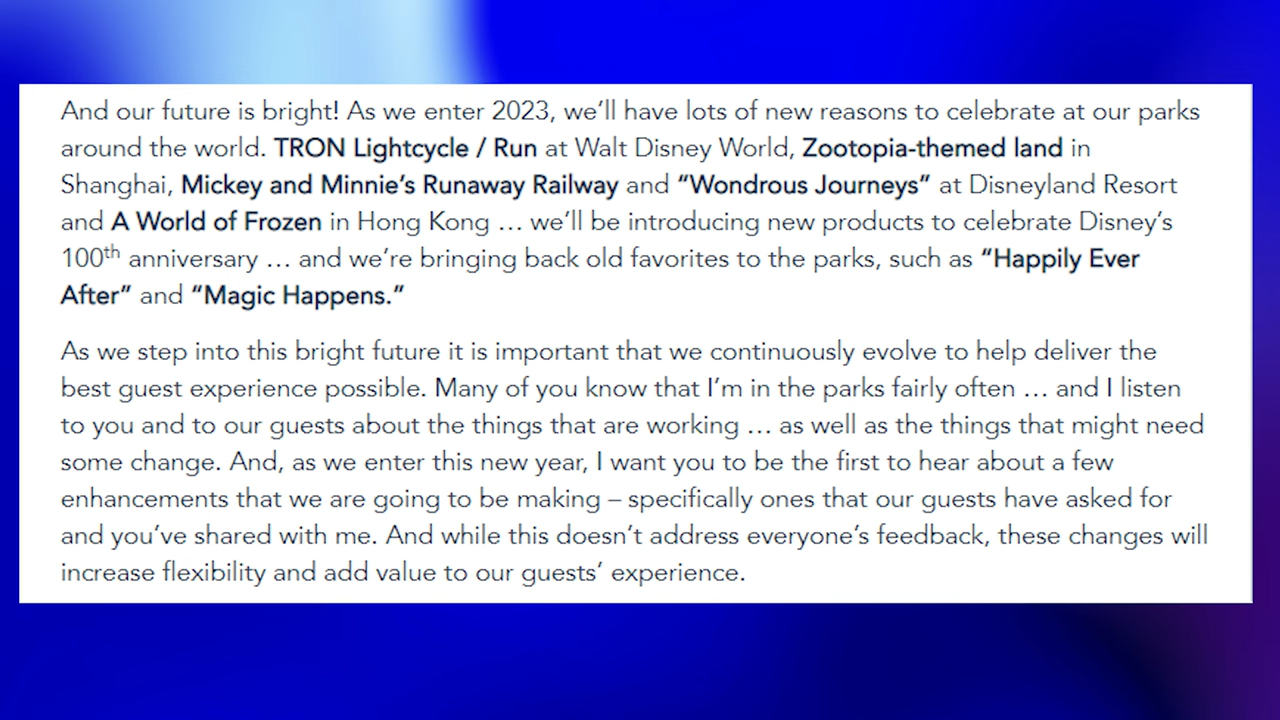 And our future is bright! As we enter 2023, we’ll have lots of new reasons to celebrate at our parks
around the world. TRON Lightcycle / Run at Walt Disney World, Zootopia-themed land in
Shanghai, Mickey and Minnie’s Runaway Railway and “Wondrous Journeys” at Disneyland Resort
and A World of Frozen in Hong Kong … we’ll be introducing new products to celebrate Disney’s
100th anniversary … and we’re bringing back old favorites to the parks, such as “Happily Ever
After” and “Magic Happens.”
As we step into this bright future it is important that we continuously evolve to help deliver the
best guest experience possible. Many of you know that I’m in the parks fairly often … and I listen
to you and to our guests about the things that are working … as well as the things that might need
some change. And, as we enter this new year, I want you to be the first to hear about a few
enhancements that we are going to be making – specifically ones that our guests have asked for
and you’ve shared with me. And while this doesn’t address everyone’s feedback, these changes will
increase flexibility and add value to our guests’ experience.